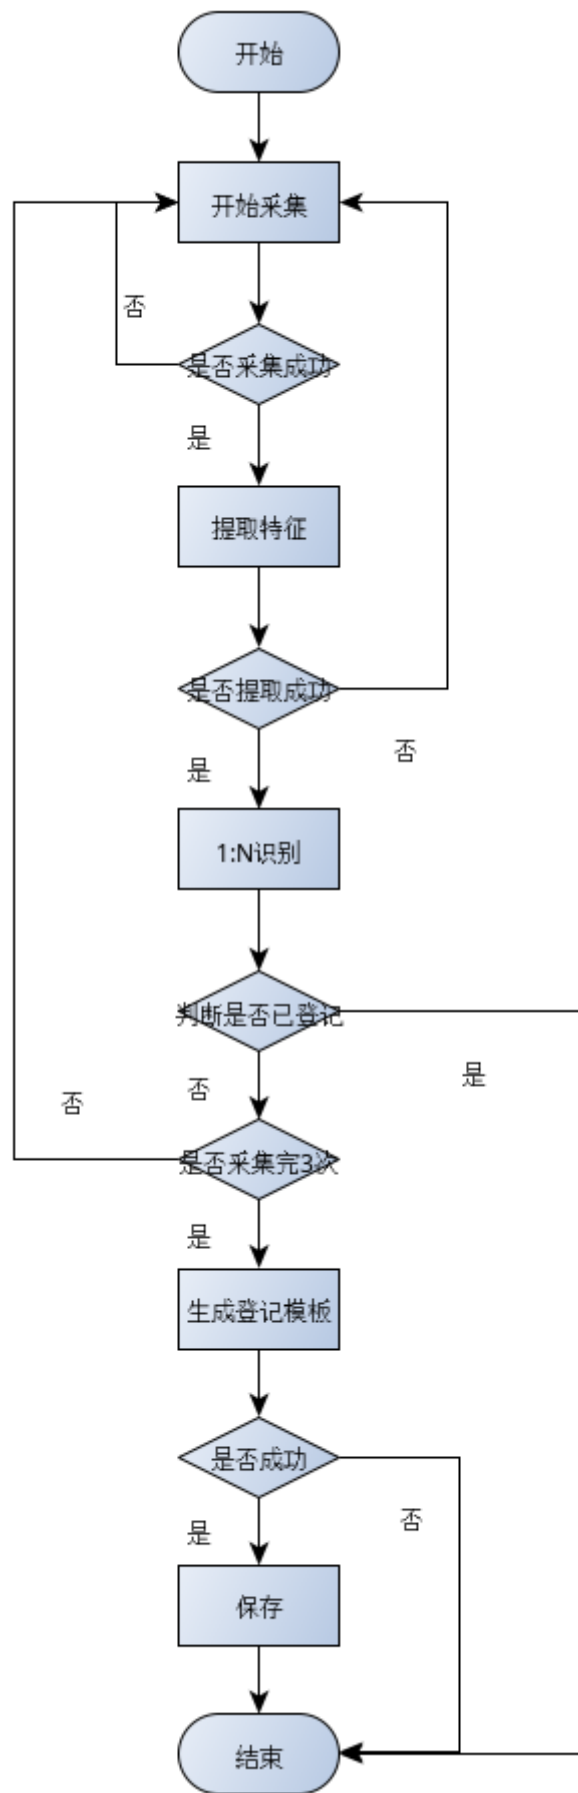 开始
开始采集
否
是否采集成功
是
提取特征
是否提取成功
否
是
1:N识别
判断是否已登记
是
否
否
是否采集完3次
是
生成登记模板
是否成功
否
是
保存
结束